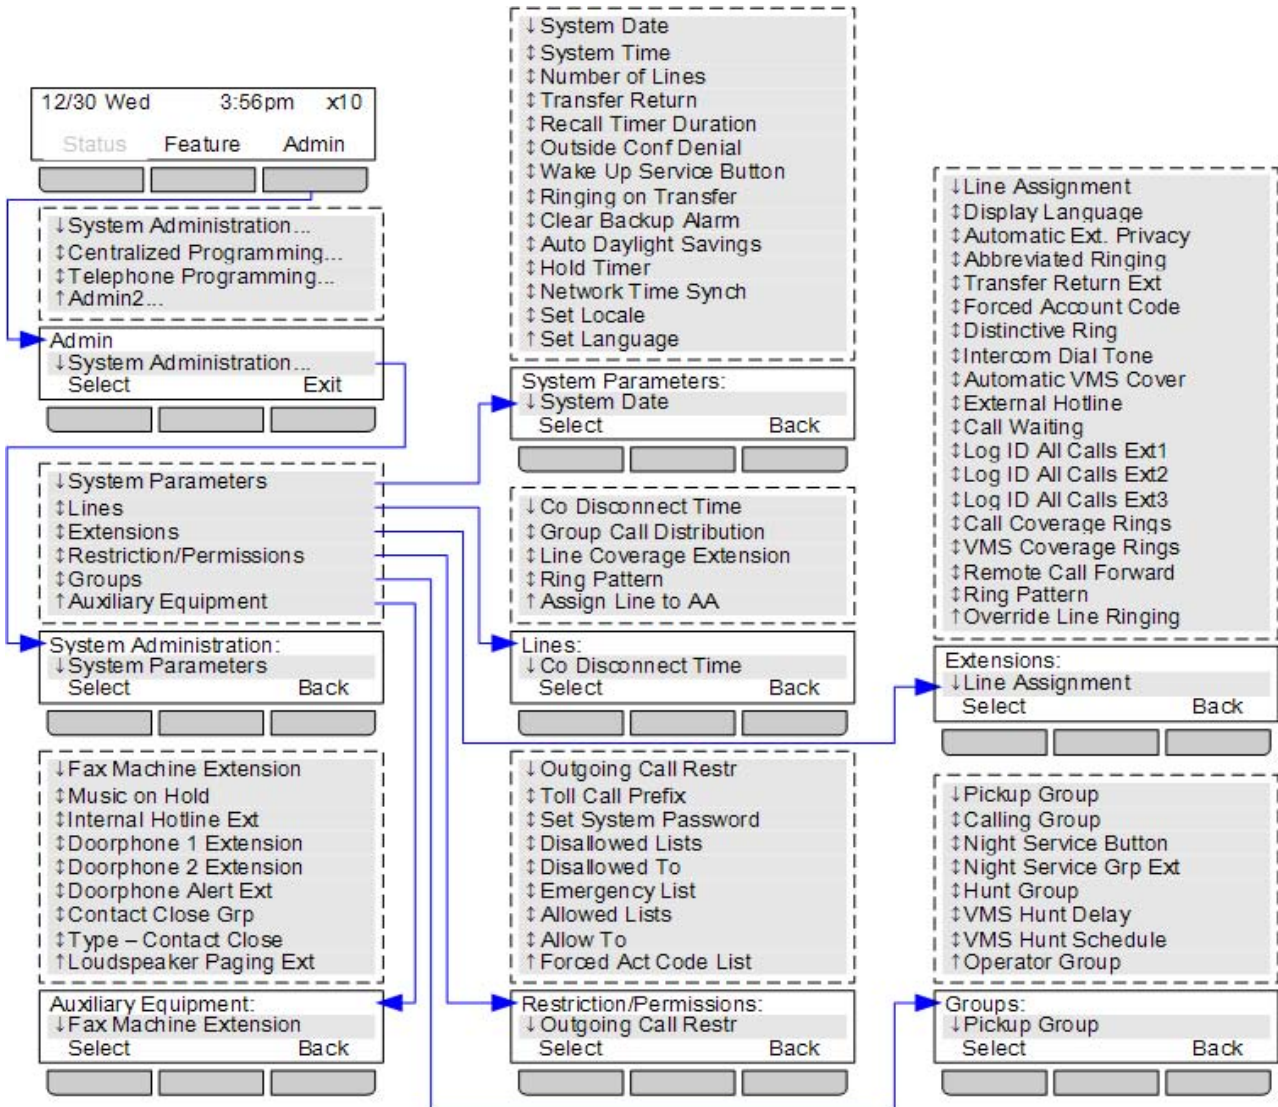 12/30 Wed 3:56pm x10
Status Feature Admin
↓System Administration...
↕Centralized Programming...
↕Telephone Programming...
↑Admin2...
Admin
↓System Administration...
Select Exit
↓System Parameters
↕Lines
↕Extensions
↕Restriction/Permissions
↕Groups
↑Auxiliary Equipment
System Administration:
↓System Parameters
Select Back
↓Fax Machine Extension
↕Music on Hold
↕Internal Hotline Ext
↕Doorphone 1 Extension
↕Doorphone 2 Extension
↕Doorphone Alert Ext
↕Contact Close Grp
↕Type – Contact Close
↑Loudspeaker Paging Ext
Auxiliary Equipment:
↓Fax Machine Extension
Select Back
↓System Date
↕System Time
↕Number of Lines
↕Transfer Return
↕Recall Timer Duration
↕Outside Conf Denial
↕Wake Up Service Button
↕Ringing on Transfer
↕Clear Backup Alarm
↕Auto Daylight Savings
↕Hold Timer
↕Network Time Synch
↕Set Locale
↑Set Language
System Parameters:
↓System Date
Select Back
↓Co Disconnect Time
↕Group Call Distribution
↕Line Coverage Extension
↕Ring Pattern
↑Assign Line to AA
Lines:
↓Co Disconnect Time
Select Back
↓Outgoing Call Restr
↕Toll Call Prefix
↕Set System Password
↕Disallowed Lists
↕Disallowed To
↕Emergency List
↕Allowed Lists
↕Allow To
↑Forced Act Code List
Restriction/Permissions:
↓Outgoing Call Restr
Select Back
↓Line Assignment
↕Display Language
↕Automatic Ext. Privacy
↕Abbreviated Ringing
↕Transfer Return Ext
↕Forced Account Code
↕Distinctive Ring
↕Intercom Dial Tone
↕Automatic VMS Cover
↕External Hotline
↕Call Waiting
↕Log ID All Calls Ext1
↕Log ID All Calls Ext2
↕Log ID All Calls Ext3
↕Call Coverage Rings
↕VMS Coverage Rings
↕Remote Call Forward
↕Ring Pattern
↑Override Line Ringing
Extensions:
↓Line Assignment
Select Back
↓Pickup Group
↕Calling Group
↕Night Service Button
↕Night Service Grp Ext
↕Hunt Group
↕VMS Hunt Delay
↕VMS Hunt Schedule
↑Operator Group
Groups:
↓Pickup Group
Select Back